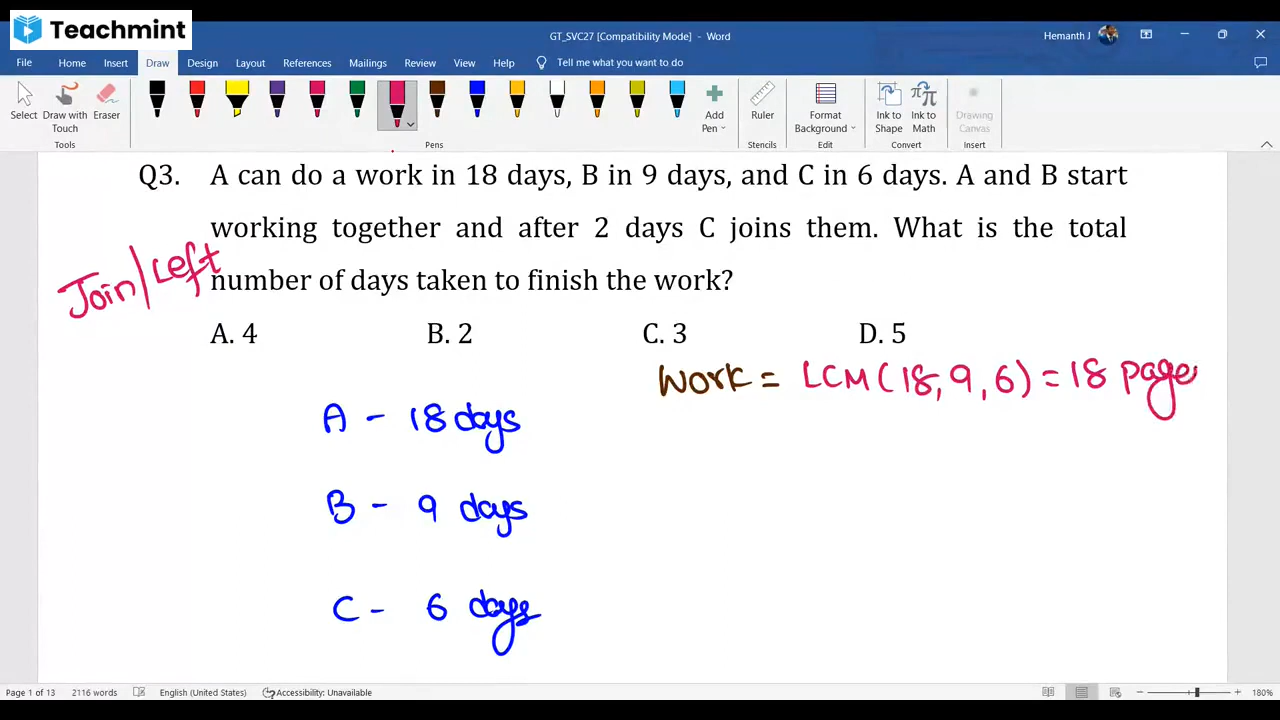 Teachmint
GT_SVC27 [Compatibility Mode] - Word
Hemanth J
File Home Insert Draw Design Layout References Mailings Review View Help Tell me what you want to do
Select
Draw with Touch
Eraser
Add Pen
Ruler
Format Background
Ink to Shape
Ink to Math
Drawing Canvas
Tools
Pens
Stencils
Edit
Convert
Insert
Q3. A can do a work in 18 days, B in 9 days, and C in 6 days. A and B start
working together and after 2 days C joins them. What is the total
Join/Left
number of days taken to finish the work?
A. 4 B. 2 C. 3 D. 5
Work = LCM(18, 9, 6) = 18 page
A - 18 days
B - 9 days
C - 6 days
Page 1 of 13 2116 words English (United States) Accessibility: Unavailable 180%